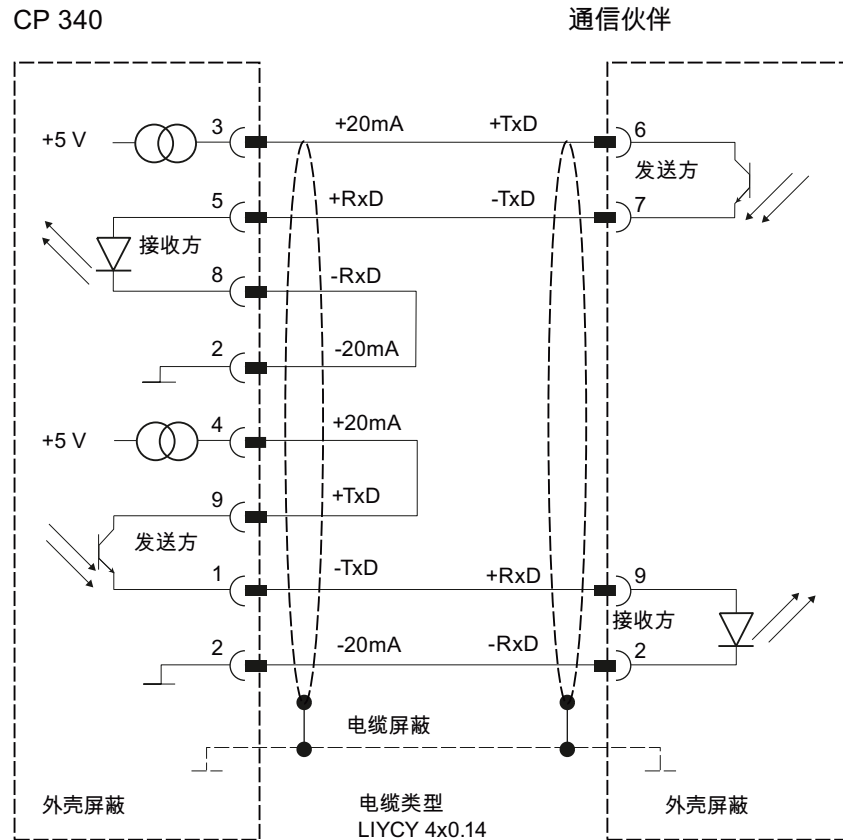 CP 340
通信伙伴
+5 V
3
+20mA
+TxD
6
发送方
5
+RxD
-TxD
7
接收方
8
-RxD
2
-20mA
+5 V
4
+20mA
9
+TxD
发送方
1
-TxD
+RxD
9
接收方
2
-20mA
-RxD
2
电缆屏蔽
外壳屏蔽
电缆类型
LIYCY 4x0.14
外壳屏蔽